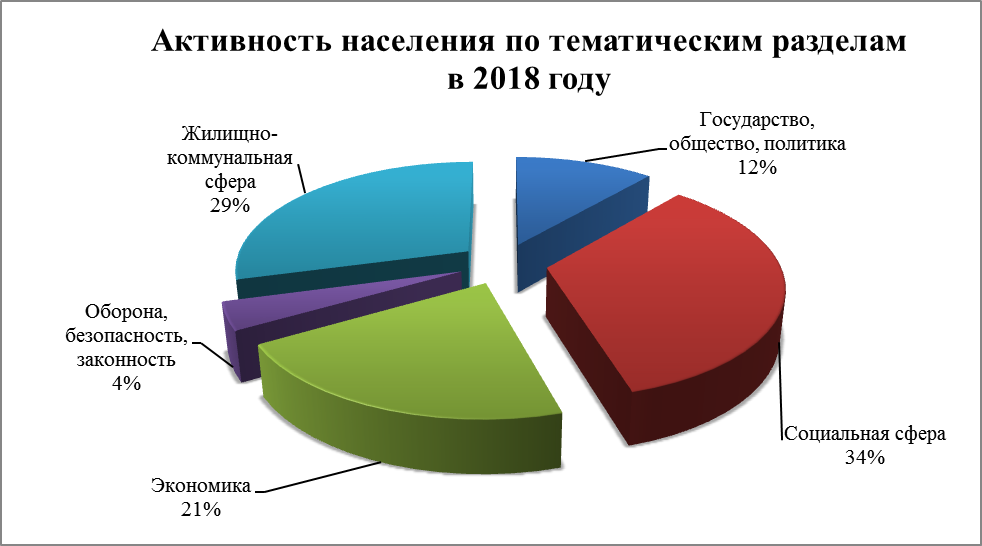 Активность населения по тематическим разделам
в 2018 году
Жилищно-
коммунальная
сфера
29%
Государство,
общество, политика
12%
Оборона,
безопасность,
законность
4%
Социальная сфера
34%
Экономика
21%